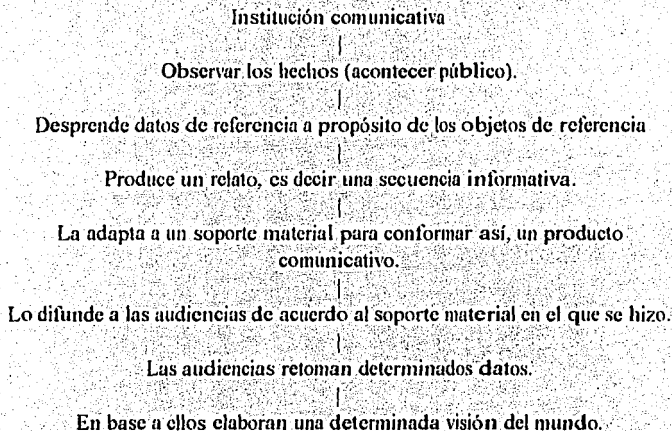 Institución comunicativa
Observar los hechos (acontecer público).
Desprende datos de referencia a propósito de los objetos de referencia
Produce un relato, es decir una secuencia informativa.
La adapta a un soporte material para conformar así, un producto
comunicativo.
Lo difunde a las audiencias de acuerdo al soporte material en el que se hizo.
Las audiencias retoman determinados datos.
En base a ellos elaboran una determinada visión del mundo.